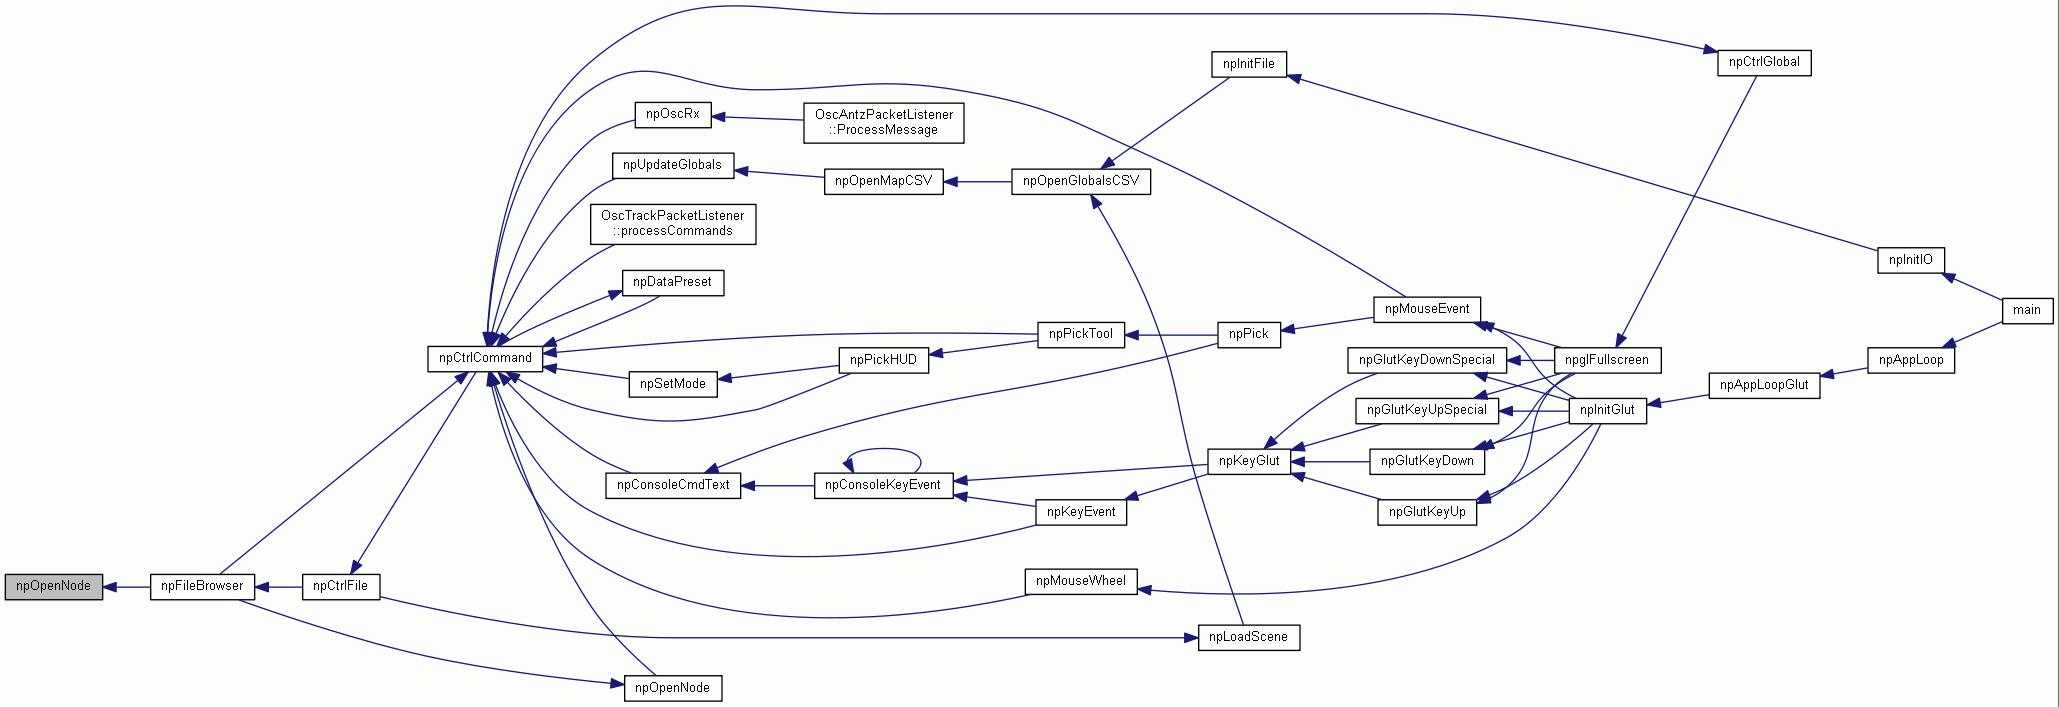 npCtrlGlobal
npInitFile
npOscRx
OscAntzPacketListener
::ProcessMessage
npUpdateGlobals
npOpenMapCSV
npOpenGlobalsCSV
OscTrackPacketListener
::processCommands
npInitIO
npDataPreset
npMouseEvent
main
npPickTool
npPick
npCtrlCommand
npPickHUD
npGlutKeyDownSpecial
npglFullscreen
npAppLoop
npSetMode
npAppLoopGlut
npGlutKeyUpSpecial
npInitGlut
npKeyGlut
npGlutKeyDown
npConsoleCmdText
npConsoleKeyEvent
npKeyEvent
npGlutKeyUp
npOpenNode
npFileBrowser
npCtrlFile
npMouseWheel
npLoadScene
npOpenNode